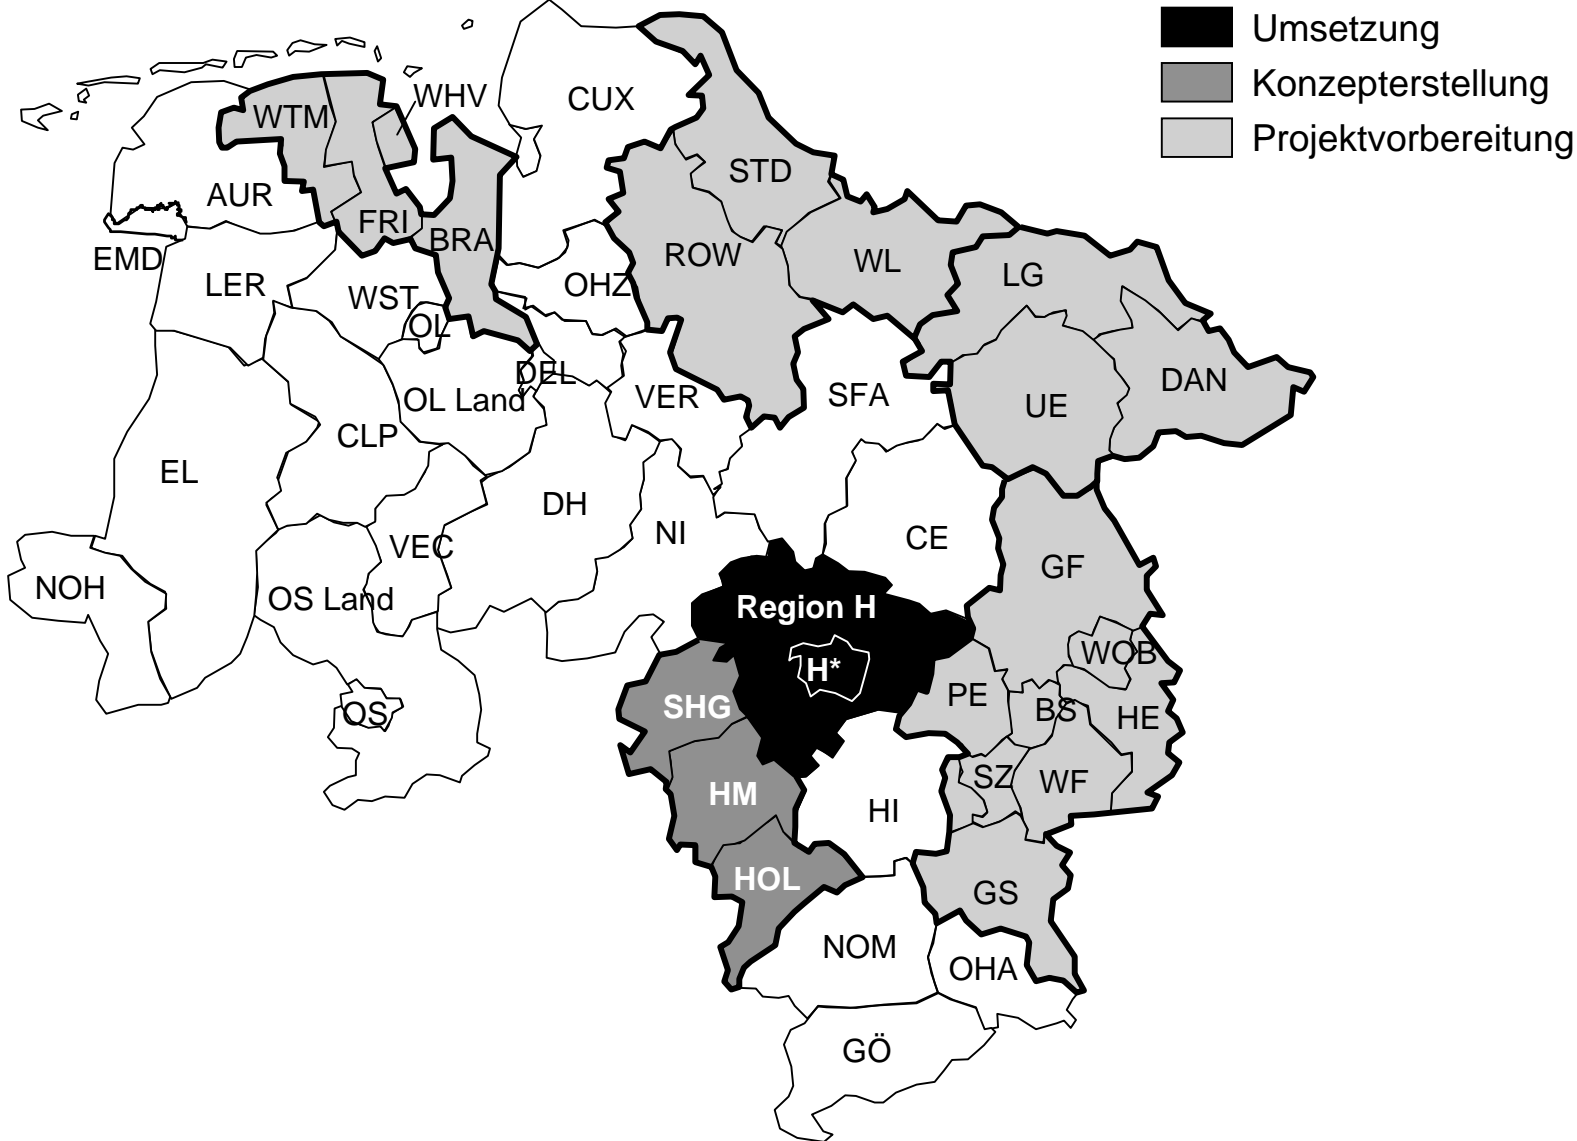 Umsetzung
Konzepterstellung
Projektvorbereitung
WHV
CUX
WTM
STD
AUR
FRI
BRA
ROW
WL
EMD
LER
WST
OHZ
LG
OL
DEL
OL Land
VER
SFA
UE
DAN
CLP
EL
DH
NI
CE
VEC
NOH
OS Land
GF
Region H
H*
WOB
SHG
PE
BS
HE
OS
HM
SZ
WF
HI
HOL
GS
NOM
OHA
GÖ